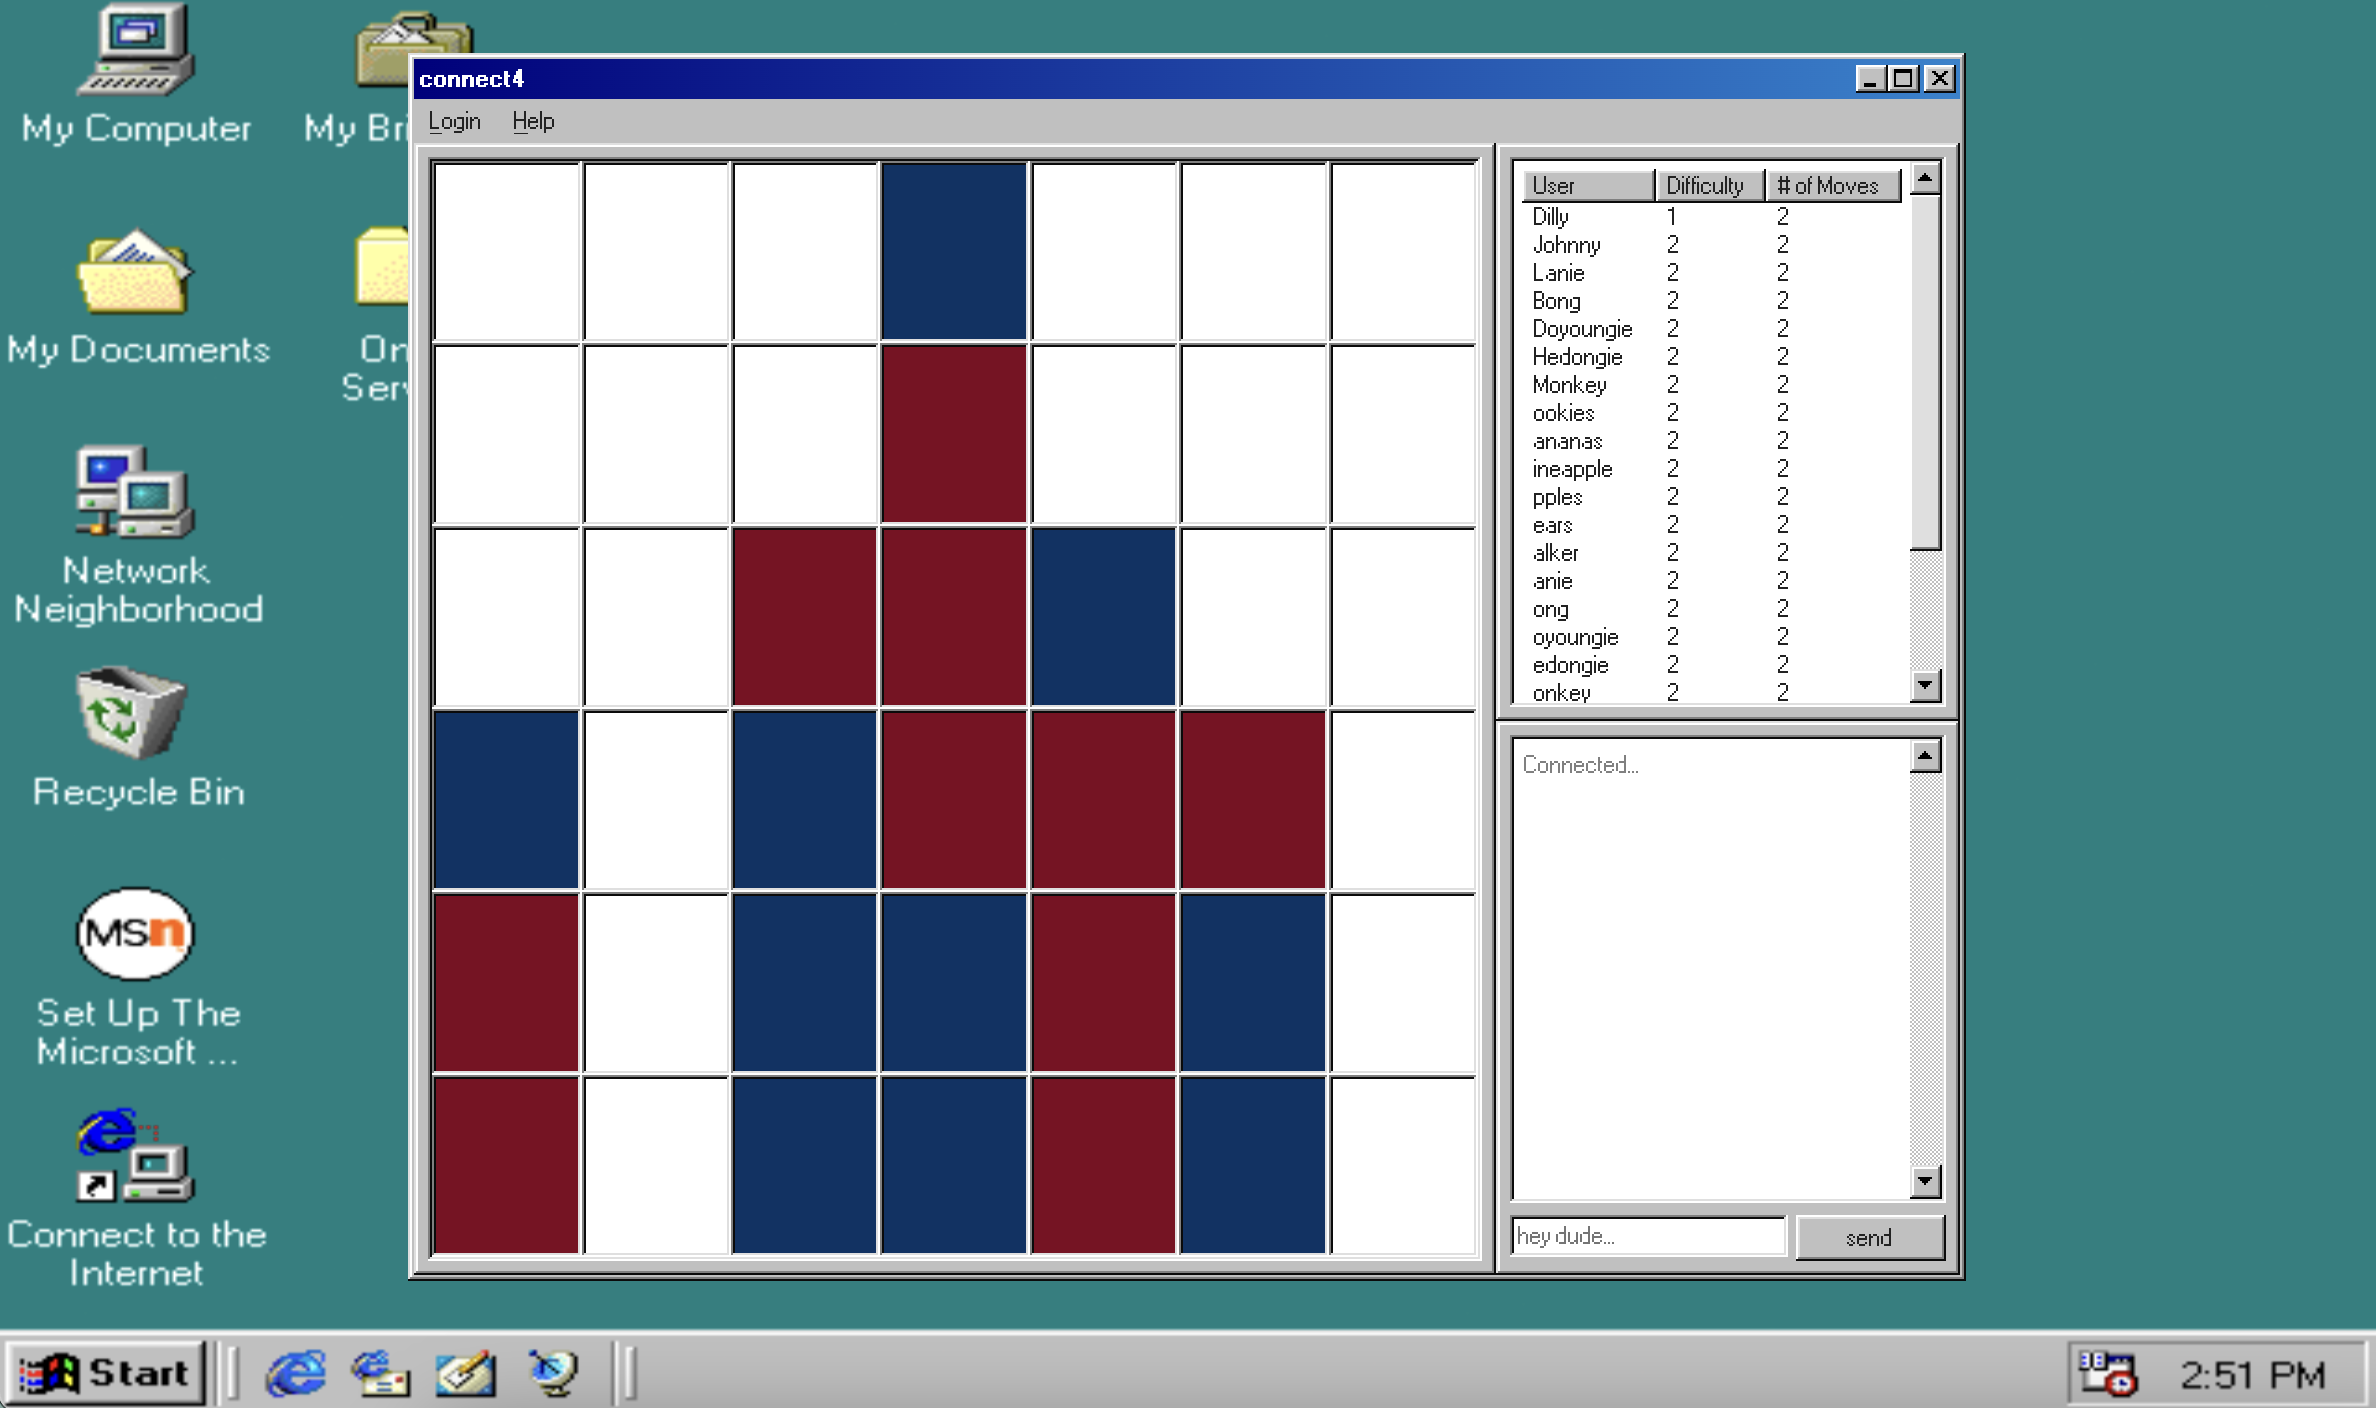 My Computer
My Bri
My Documents
On
Serv
Network
Neighborhood
Recycle Bin
msn
Set Up The
Microsoft ...
Connect to the
Internet
connect4
Login Help
User Difficulty # of Moves
Dilly 1 2
Johnny 2 2
Lanie 2 2
Bong 2 2
Doyoungie 2 2
Hedongie 2 2
Monkey 2 2
ookies 2 2
ananas 2 2
ineapple 2 2
pples 2 2
ears 2 2
alker 2 2
anie 2 2
ong 2 2
oyoungie 2 2
edongie 2 2
onkey 2 2
Connected...
hey dude... send
Start 2:51 PM